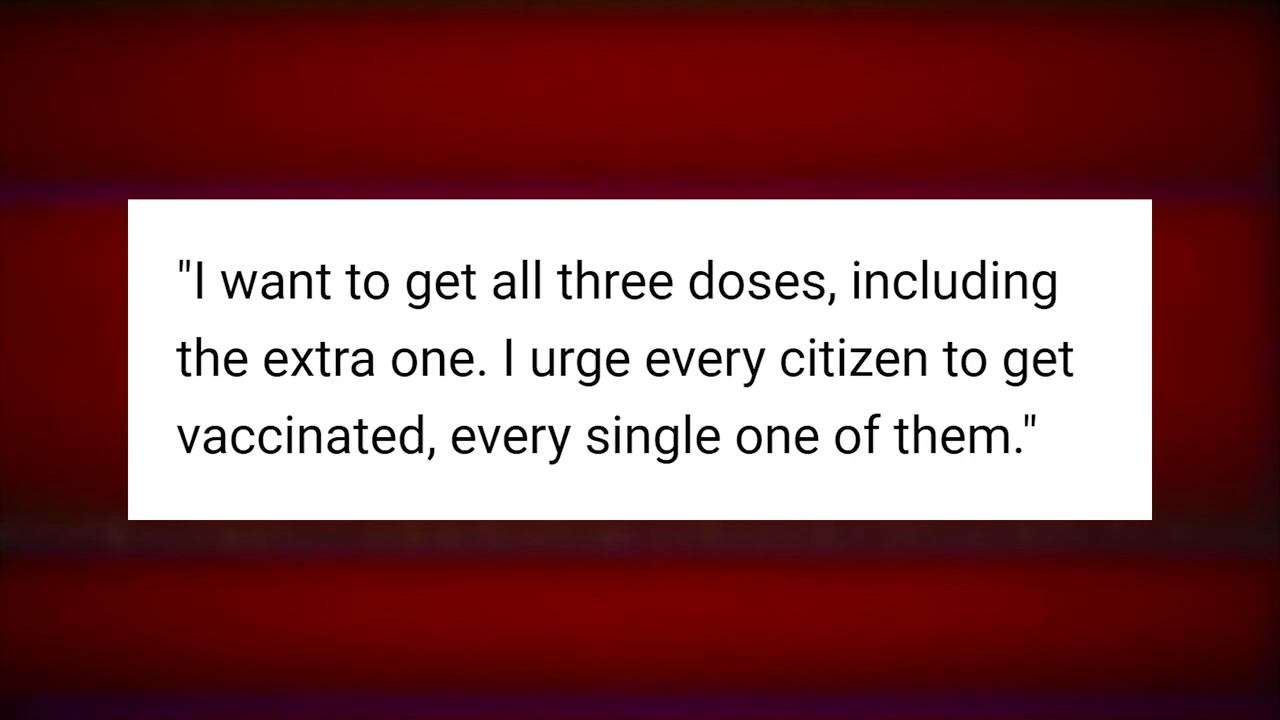 "I want to get all three doses, including
the extra one. I urge every citizen to get
vaccinated, every single one of them."